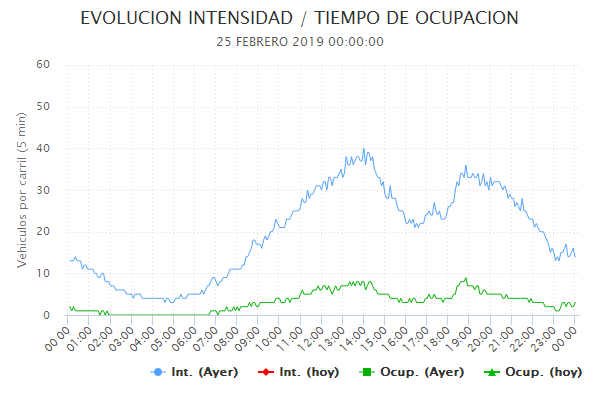 EVOLUCION INTENSIDAD / TIEMPO DE OCUPACION
25 FEBRERO 2019 00:00:00
Vehículos por carril (5 min)
60
50
40
30
20
10
0
00:00 01:00 02:00 03:00 04:00 05:00 06:00 07:00 08:00 09:00 10:00 11:00 12:00 13:00 14:00 15:00 16:00 17:00 18:00 19:00 20:00 21:00 22:00 23:00 00:00
Int. (Ayer) Int. (hoy) Ocup. (Ayer) Ocup. (hoy)